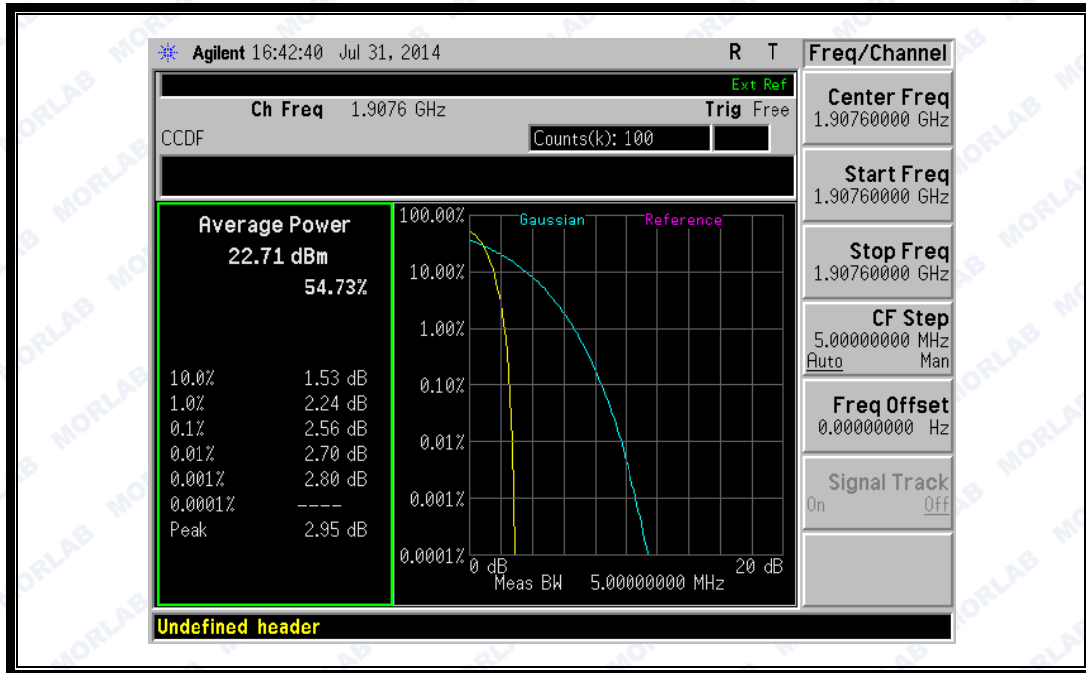 Agilent 16:42:40 Jul 31, 2014 R T
Ext Ref
Ch Freq 1.9076 GHz Trig Free
CCDF Counts(k): 100
Average Power
22.71 dBm
54.73%
10.0% 1.53 dB
1.0% 2.24 dB
0.1% 2.56 dB
0.01% 2.70 dB
0.001% 2.80 dB
0.0001% ----
Peak 2.95 dB
Gaussian Reference
100.00%
10.00%
1.00%
0.10%
0.01%
0.001%
0.0001%
0 dB 20 dB
Meas BW 5.00000000 MHz
Undefined header
Freq/Channel
Center Freq
1.90760000 GHz
Start Freq
1.90760000 GHz
Stop Freq
1.90760000 GHz
CF Step
5.00000000 MHz
Auto Man
Freq Offset
0.00000000 Hz
Signal Track
On Off
MORLAB